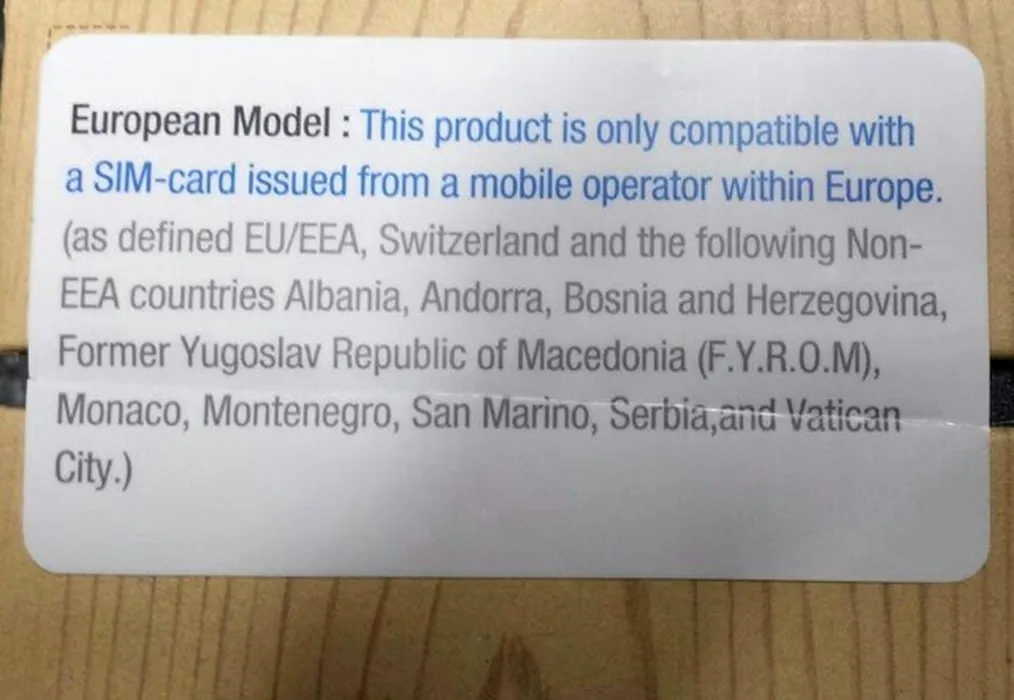 European Model : This product is only compatible with
a SIM-card issued from a mobile operator within Europe.
(as defined EU/EEA, Switzerland and the following Non-
EEA countries Albania, Andorra, Bosnia and Herzegovina,
Former Yugoslav Republic of Macedonia (F.Y.R.O.M),
Monaco, Montenegro, San Marino, Serbia,and Vatican
City.)